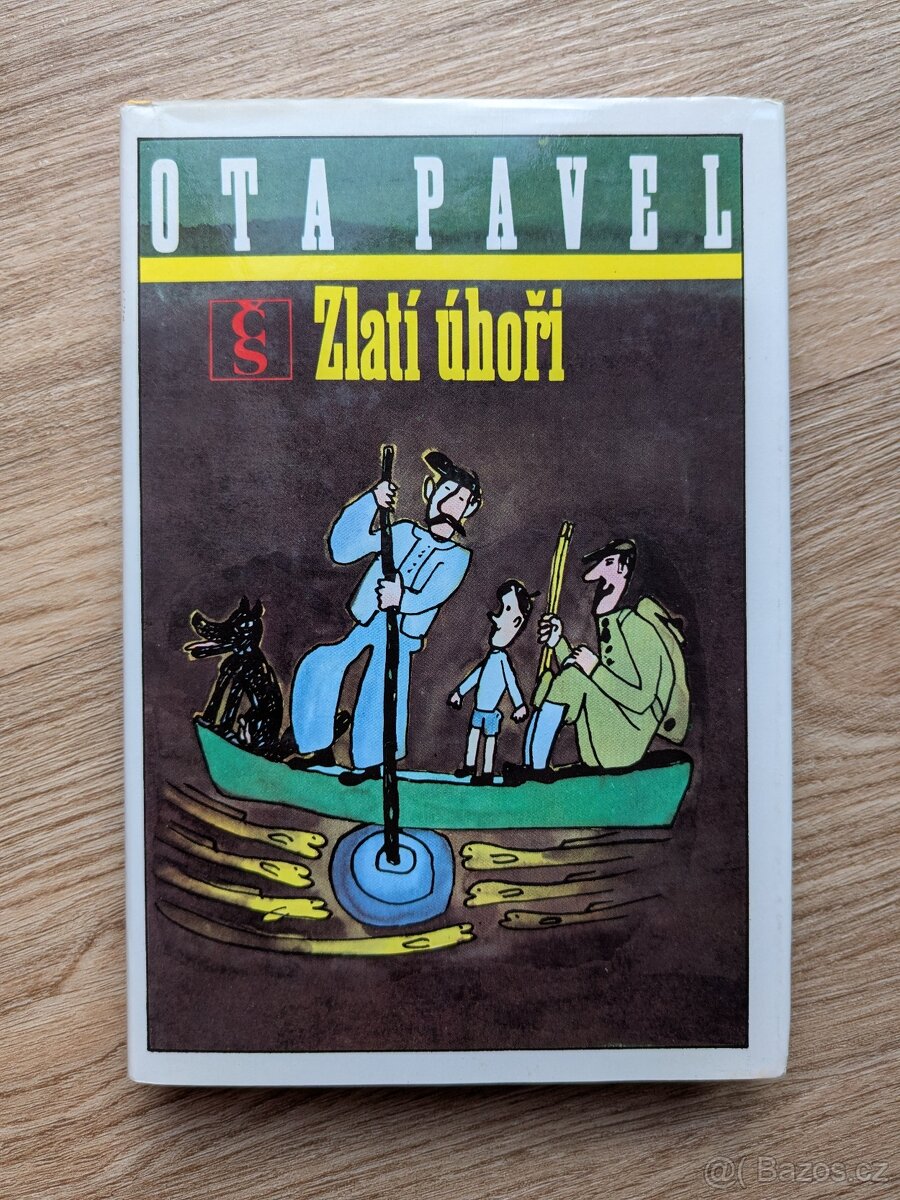 OTA PAVEL
ČS
Zlatí úhoři
@( Bazos.cz